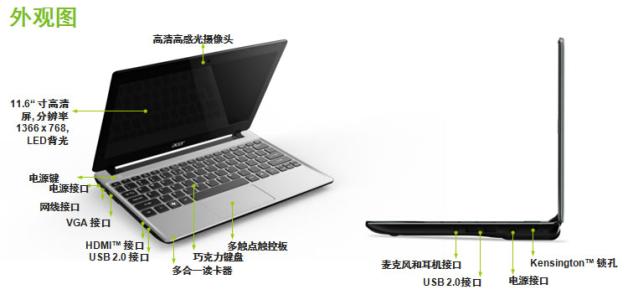 外观图
高清高感光摄像头
11.6“ 寸高清
屏, 分辨率
1366 x 768,
LED背光
acer
电源键
电源接口
网线接口
VGA 接口
HDMI™ 接口
USB 2.0 接口
多合一读卡器
巧克力键盘
多触点触控板
麦克风和耳机接口
USB 2.0接口
电源接口
Kensington™ 锁孔